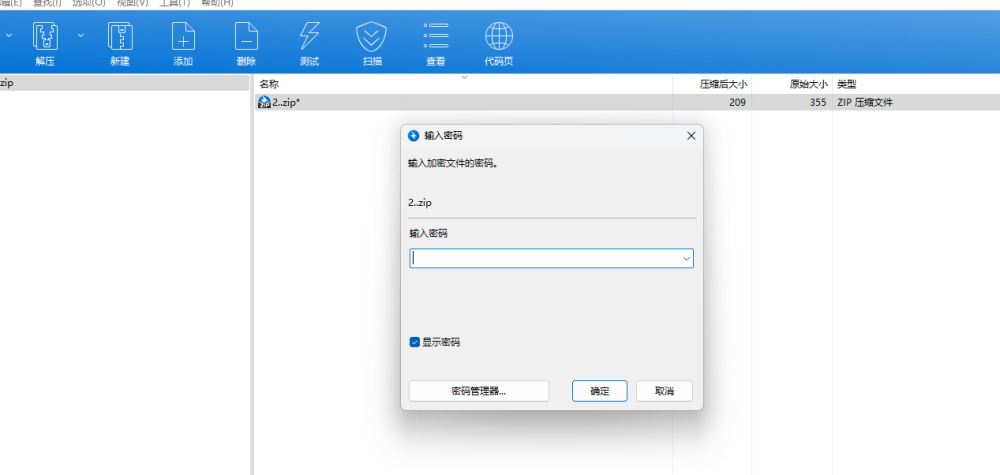 辑(E) 查找(I) 选项(O) 视图(V) 工具(T) 帮助(H)
解压 新建 添加 删除 测试 扫描 查看 代码页
zip
名称 压缩后大小 原始大小 类型
ZIP 2..zip* 209 355 ZIP 压缩文件
输入密码
输入加密文件的密码。
2..zip
输入密码
显示密码
密码管理器... 确定 取消